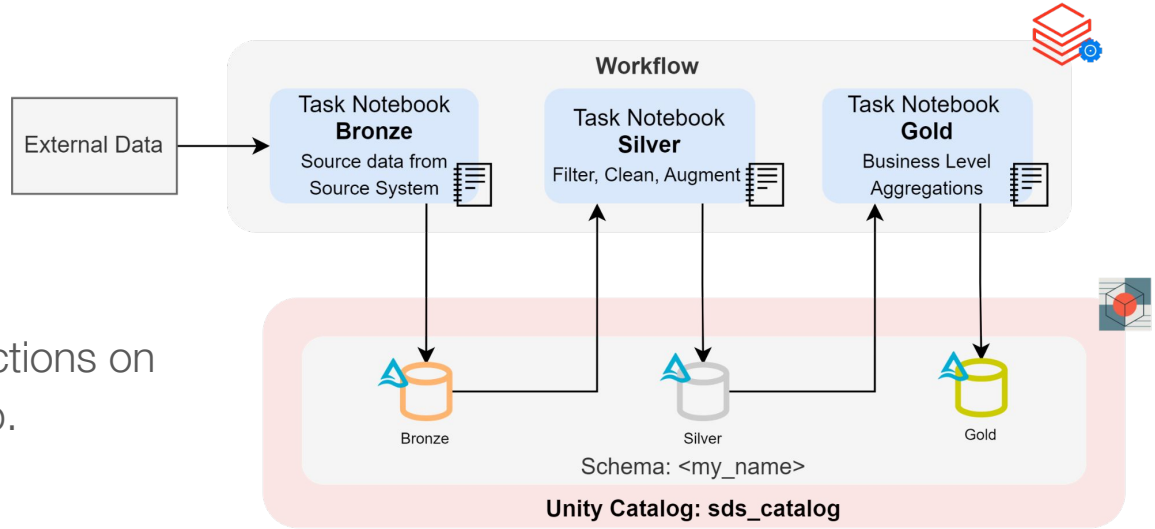 Workflow
External Data
Task Notebook
Bronze
Source data from
Source System
Task Notebook
Silver
Filter, Clean, Augment
Task Notebook
Gold
Business Level
Aggregations
ctions on
Bronze
Silver
Gold
Schema: <my_name>
Unity Catalog: sds_catalog